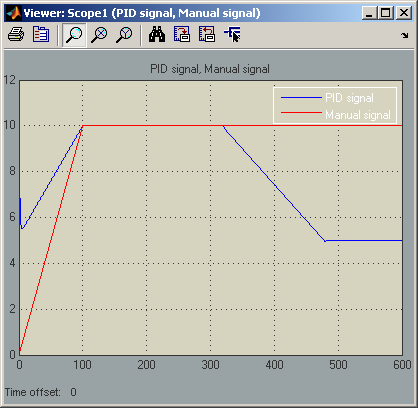 Viewer: Scope1 (PID signal, Manual signal)
PID signal, Manual signal
PID signal
Manual signal
12
10
8
6
4
2
0
0 100 200 300 400 500 600
Time offset: 0